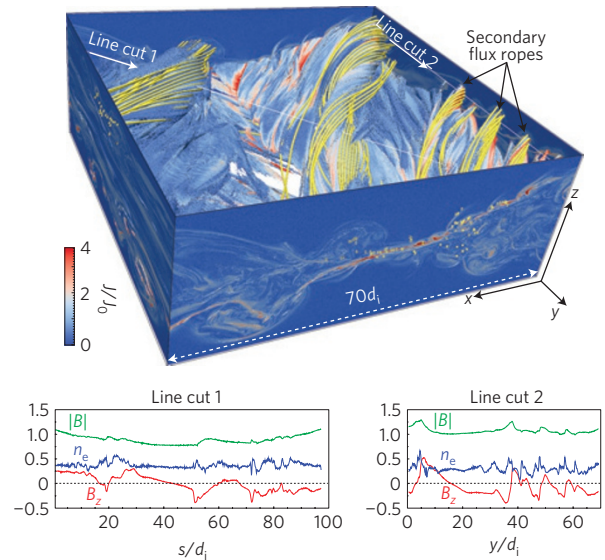 Line cut 1
Line cut 2
Secondary
flux ropes
4
2
0
J/J₀
70dᵢ
z
x
y
Line cut 1
1.5
1.0
0.5
0
−0.5
|B|
nₑ
B_z
20 40 60 80 100
s/dᵢ
Line cut 2
1.5
1.0
0.5
0
−0.5
|B|
nₑ
B_z
0 20 40 60
y/dᵢ